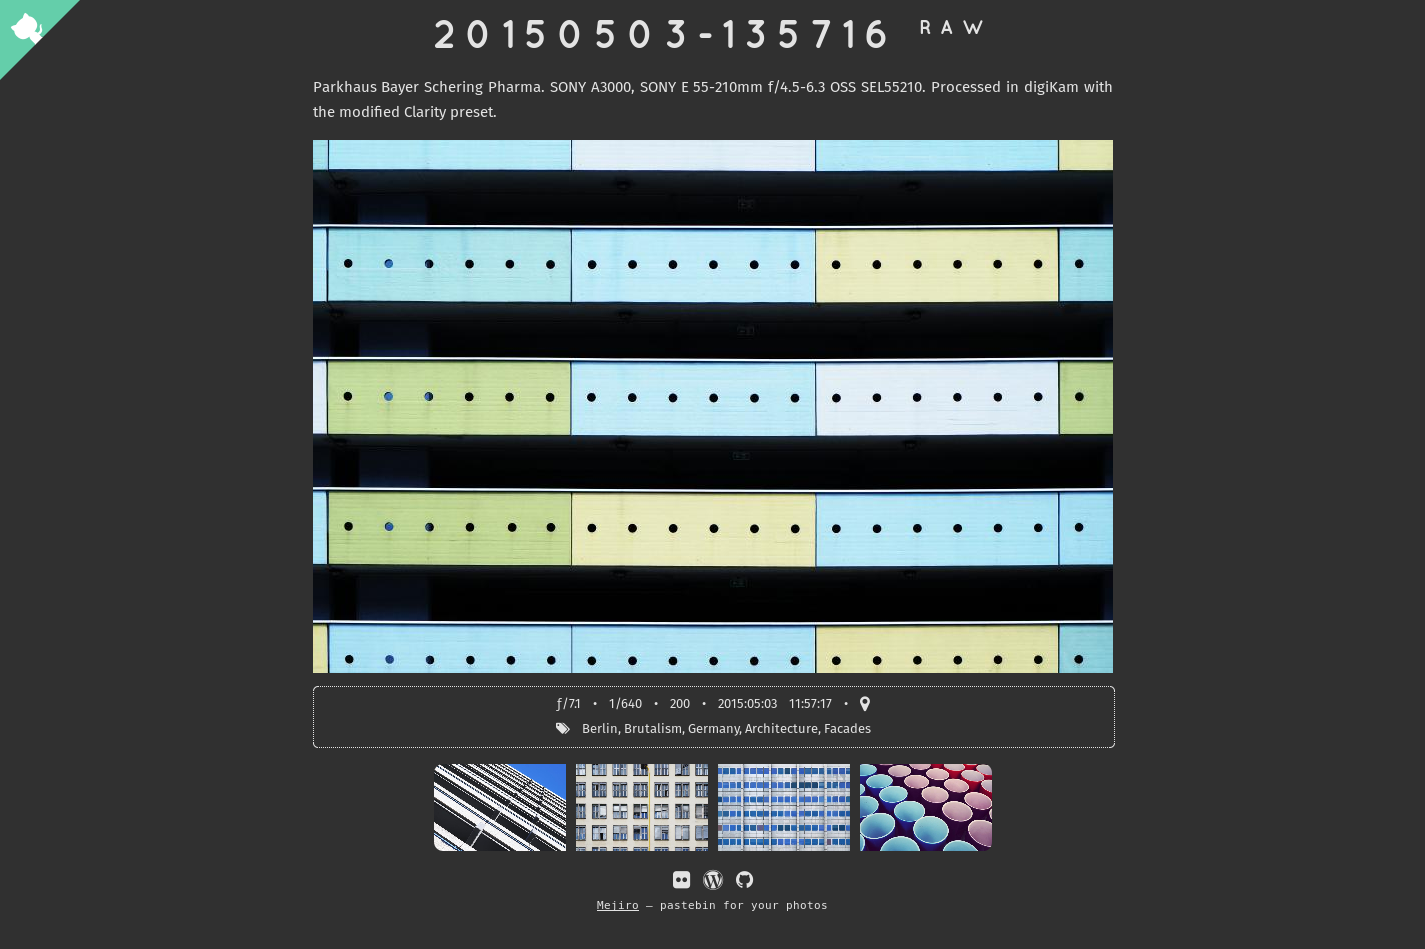 20150503-135716 RAW
Parkhaus Bayer Schering Pharma. SONY A3000, SONY E 55-210mm f/4.5-6.3 OSS SEL55210. Processed in digiKam with
the modified Clarity preset.
ƒ/7.1 • 1/640 • 200 • 2015:05:03 11:57:17 •
Berlin, Brutalism, Germany, Architecture, Facades
Mejiro — pastebin for your photos